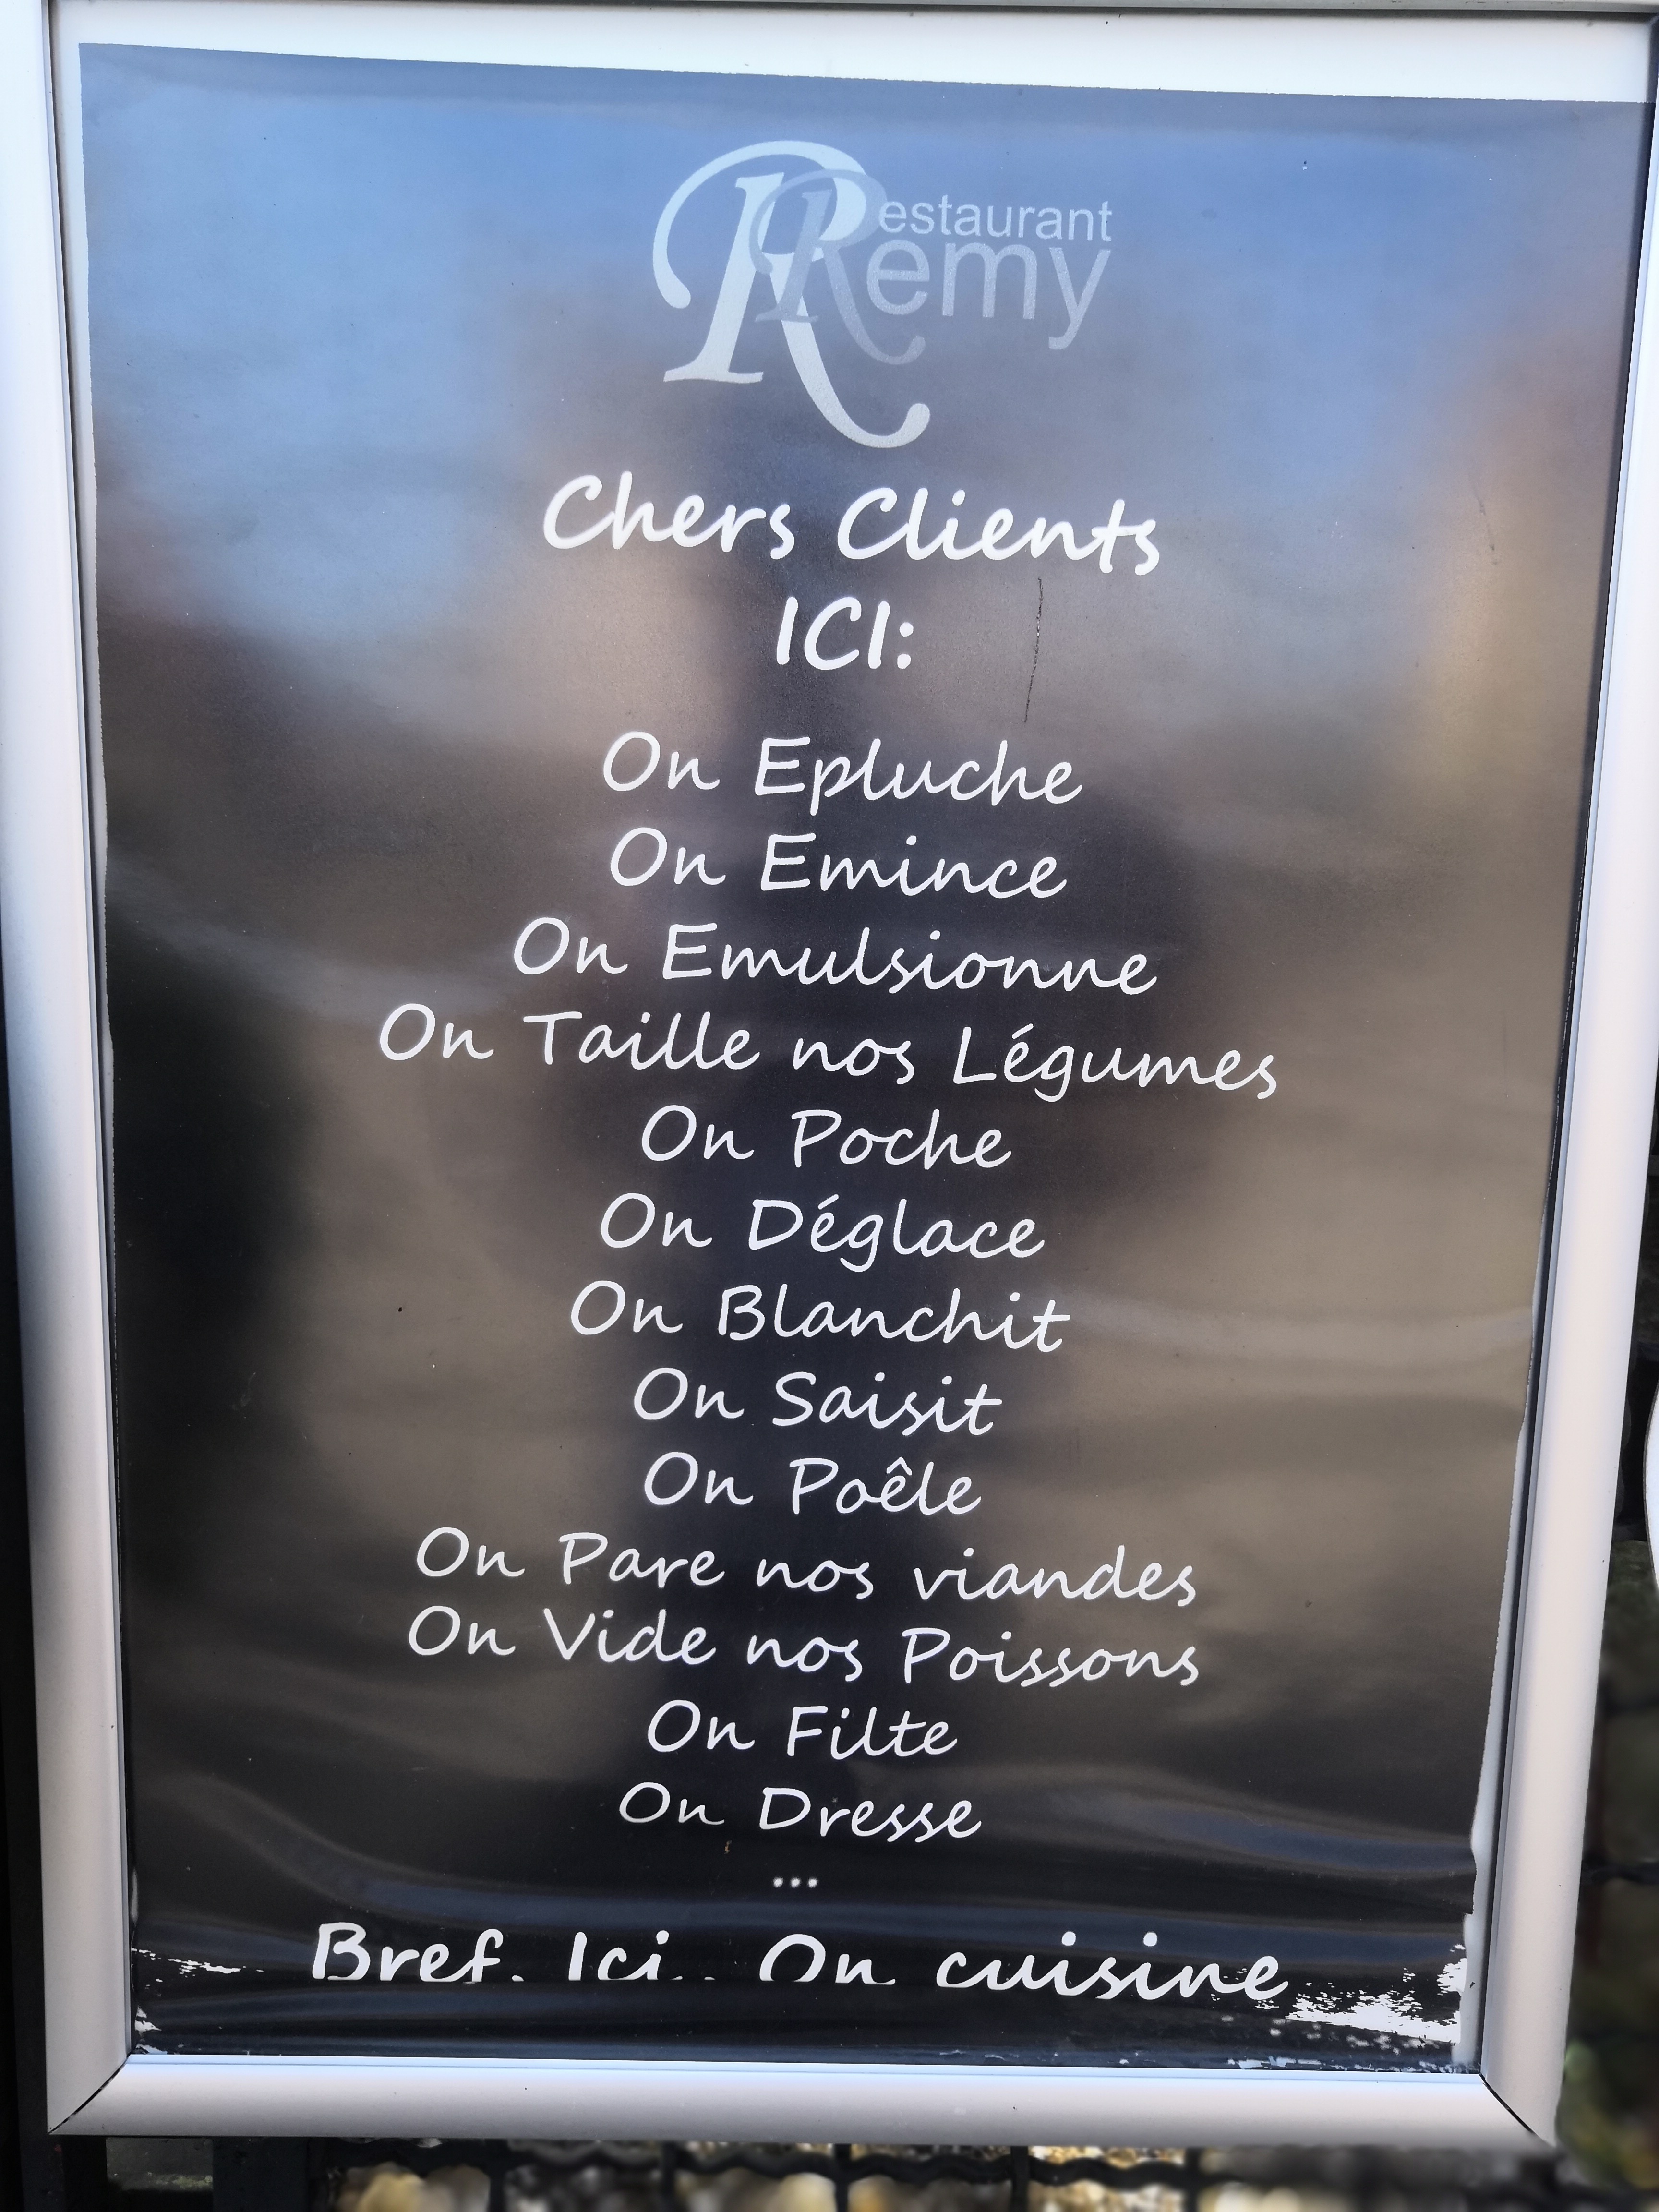 Restaurant
Remy
Chers Clients
ICI:
On Epluche
On Emince
On Emulsionne
On Taille nos Légumes
On Poche
On Déglace
On Blanchit
On Saisit
On Poêle
On Pare nos viandes
On Vide nos Poissons
On Filte
On Dresse
...
Bref. Ici. On cuisine